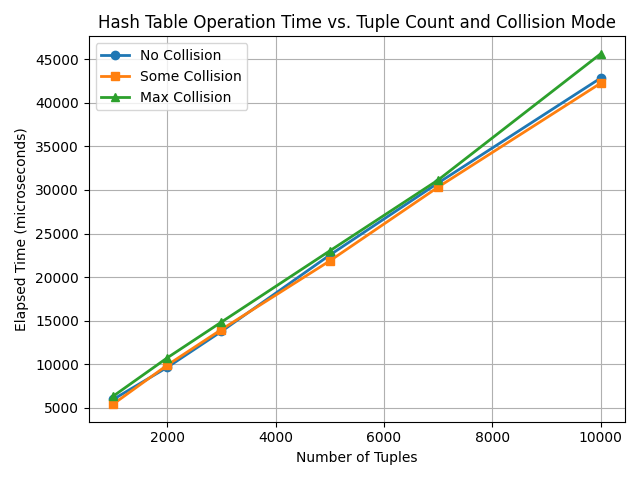 Hash Table Operation Time vs. Tuple Count and Collision Mode
No Collision
Some Collision
Max Collision
Elapsed Time (microseconds)
45000
40000
35000
30000
25000
20000
15000
10000
5000
2000
4000
6000
8000
10000
Number of Tuples